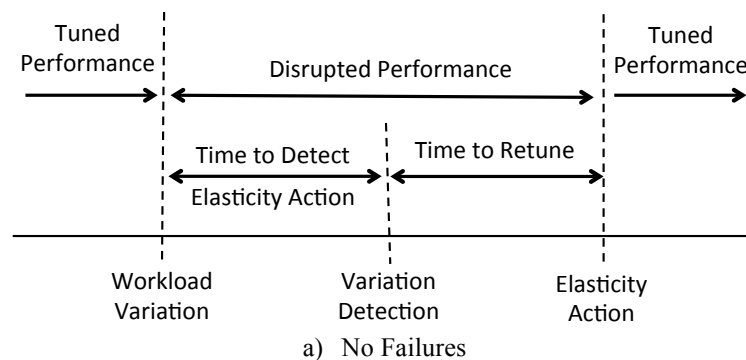 Tuned
Performance
Disrupted Performance
Tuned
Performance
Time to Detect
Elasticity Action
Time to Retune
Workload
Variation
Variation
Detection
Elasticity
Action
a) No Failures